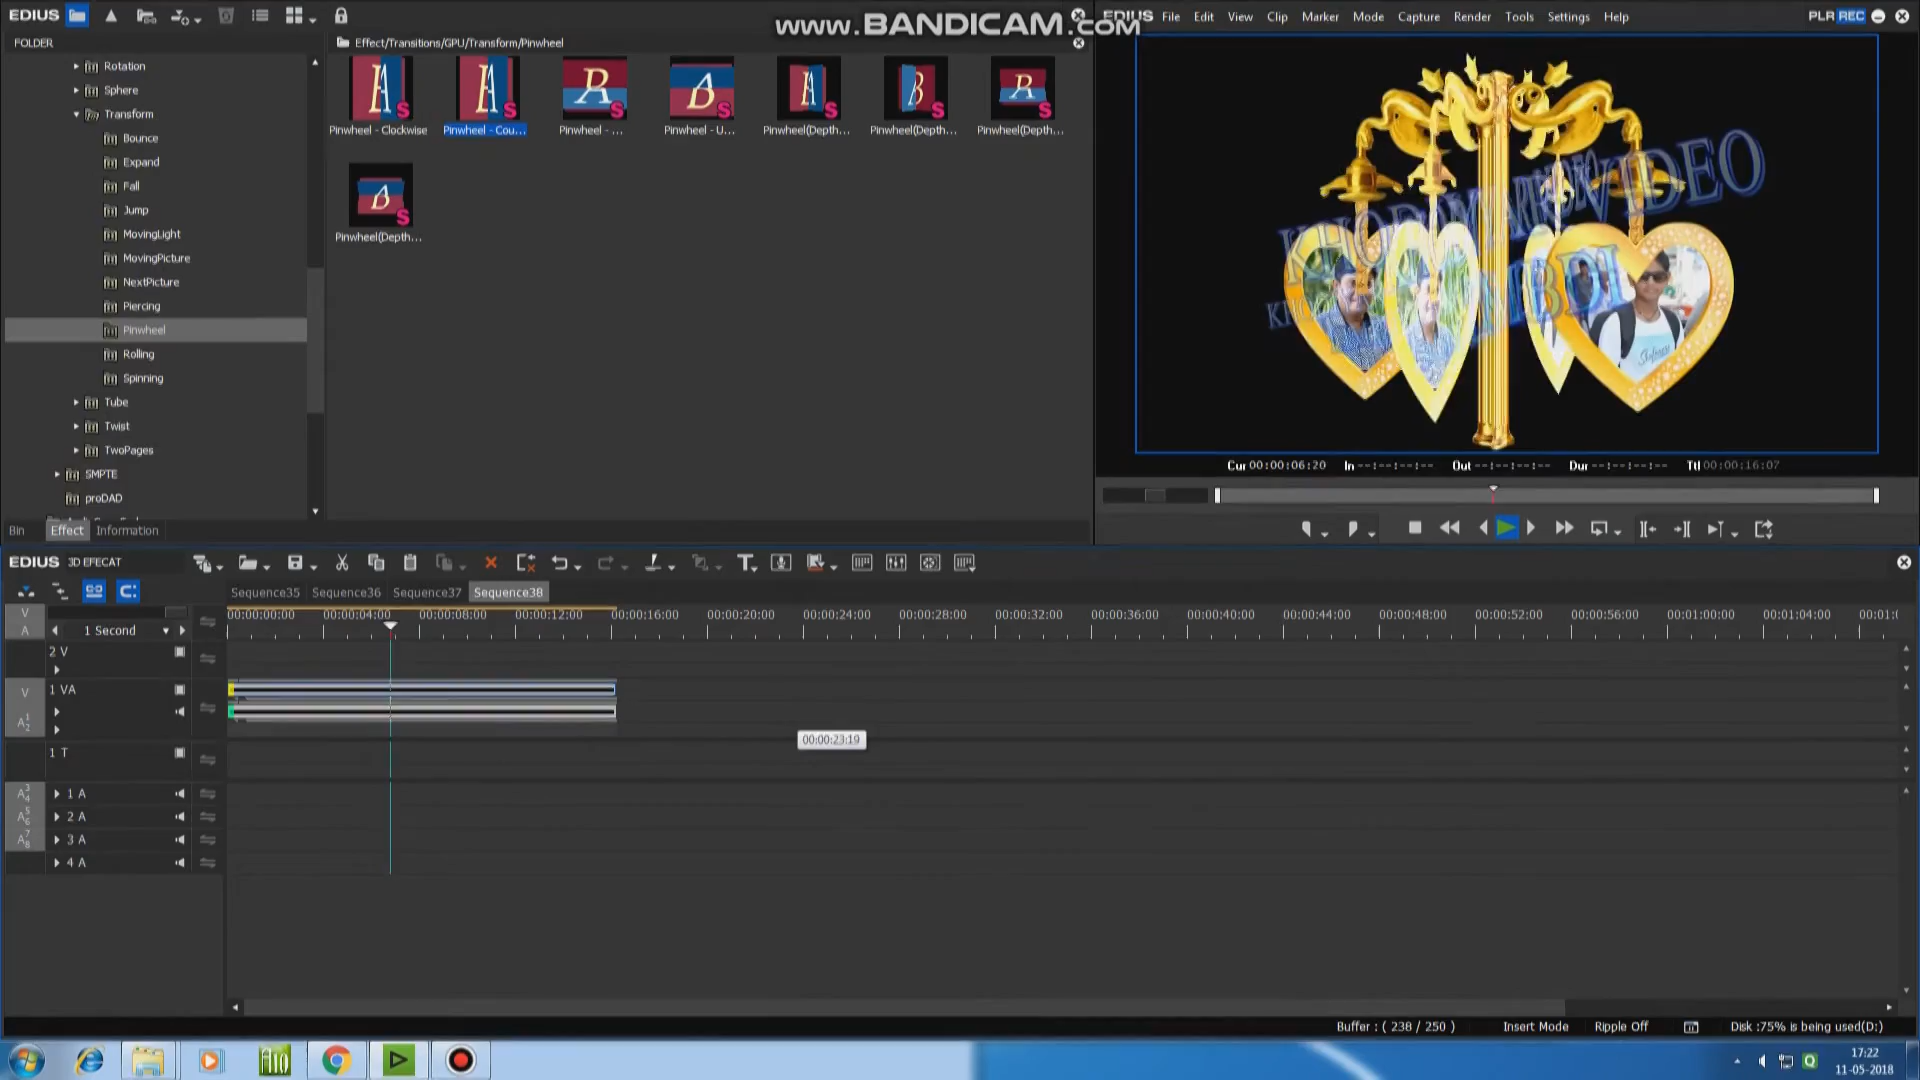 EDIUS
www.BANDICAM.com
EDIUS File Edit View Clip Marker Mode Capture Render Tools Settings Help
PLR REC
FOLDER
Effect/Transitions/GPU/Transform/Pinwheel
Rotation
Sphere
Transform
Bounce
Expand
Fall
Jump
MovingLight
MovingPicture
NextPicture
Piercing
Pinwheel
Rolling
Spinning
Tube
Twist
TwoPages
SMPTE
proDAD
Pinwheel - Clockwise
Pinwheel - Cou...
Pinwheel - ...
Pinwheel - U...
Pinwheel(Depth...
Pinwheel(Depth...
Pinwheel(Depth...
Pinwheel(Depth...
VIDEO
Cur 00:00:06:20 In --:--:--:-- Out --:--:--:-- Dur --:--:--:-- Ttl 00:00:16:07
Bin Effect Information
EDIUS 3D EFECAT
Sequence35 Sequence36 Sequence37 Sequence38
00:00:00:00 00:00:04:00 00:00:08:00 00:00:12:00 00:00:16:00 00:00:20:00 00:00:24:00 00:00:28:00 00:00:32:00 00:00:36:00 00:00:40:00 00:00:44:00 00:00:48:00 00:00:52:00 00:00:56:00 00:01:00:00 00:01:04:00
V
A
1 Second
2 V
V
1 VA
A 1 2
00:00:23:19
1 T
A 3 4 1 A
A 5 6 2 A
A 7 8 3 A
4 A
Buffer : ( 238 / 250 ) Insert Mode Ripple Off Disk :75% is being used(D:)
17:22
11-05-2018